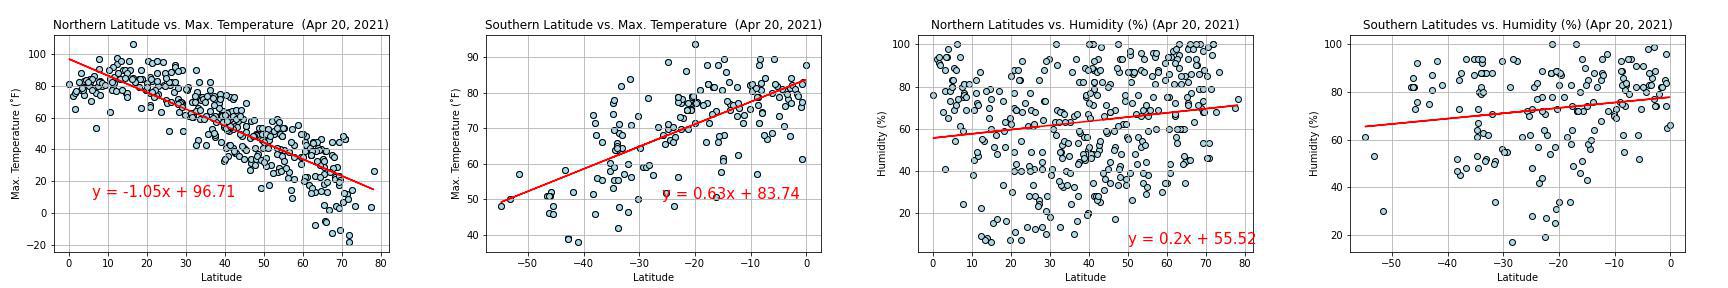 Northern Latitude vs. Max. Temperature  (Apr 20, 2021)
Max. Temperature (˚F)
100
80
60
40
20
0
−20
y = -1.05x + 96.71
0 10 20 30 40 50 60 70 80
Latitude
Southern Latitude vs. Max. Temperature  (Apr 20, 2021)
Max. Temperature (˚F)
90
80
70
60
50
40
y = 0.63x + 83.74
−50 −40 −30 −20 −10 0
Latitude
Northern Latitudes vs. Humidity (%) (Apr 20, 2021)
Humidity (%)
100
80
60
40
20
y = 0.2x + 55.52
0 10 20 30 40 50 60 70 80
Latitude
Southern Latitudes vs. Humidity (%) (Apr 20, 2021)
Humidity (%)
100
80
60
40
20
−50 −40 −30 −20 −10 0
Latitude